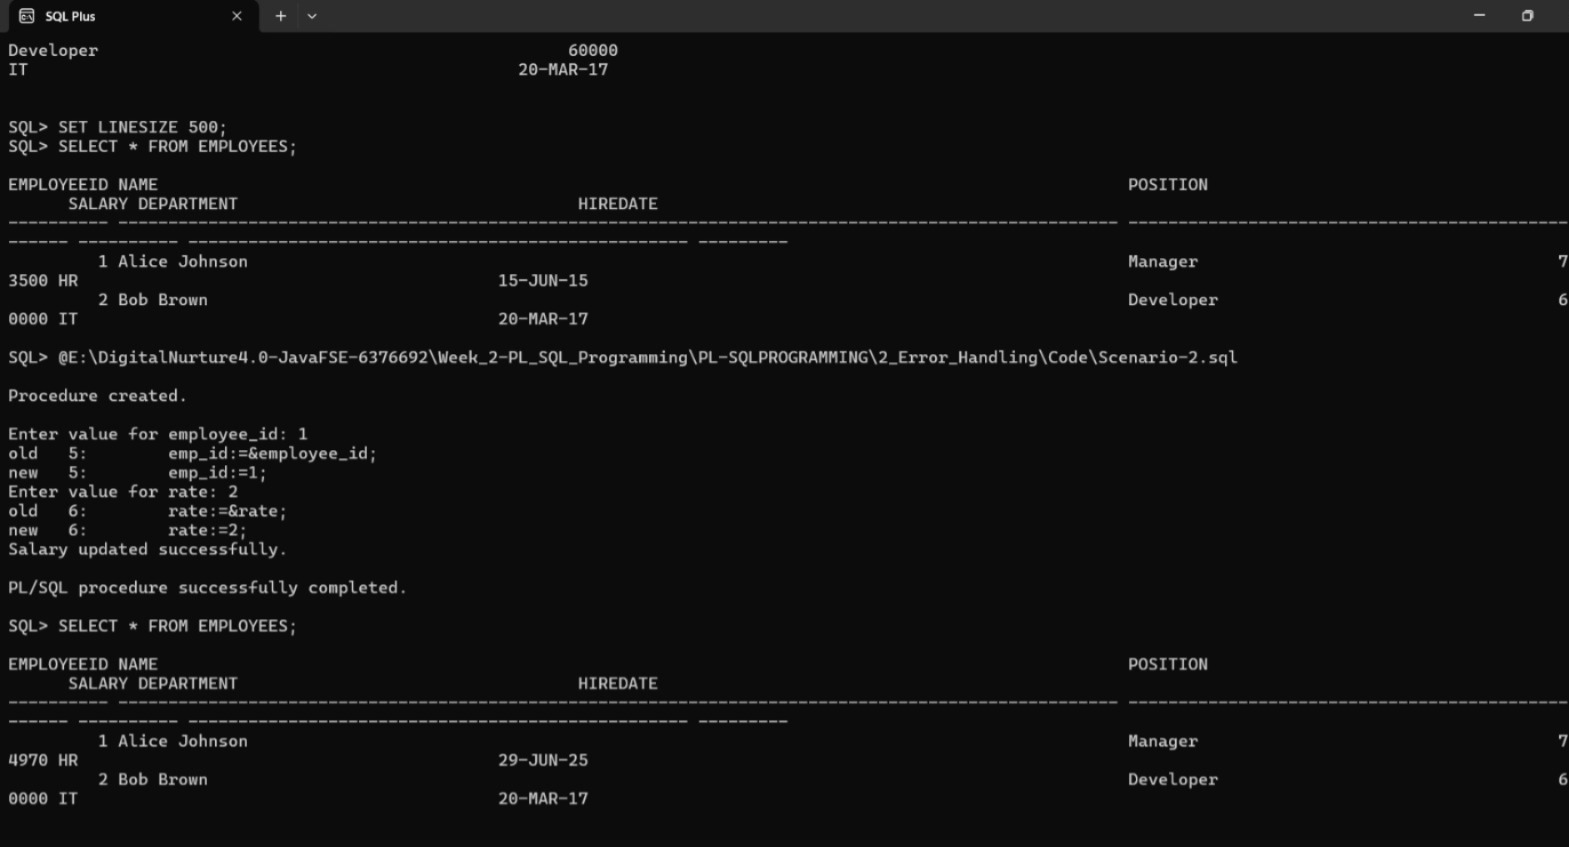 SQL Plus
Developer 60000
IT 20-MAR-17
SQL> SET LINESIZE 500;
SQL> SELECT * FROM EMPLOYEES;
EMPLOYEEID NAME POSITION
SALARY DEPARTMENT HIREDATE
---------- ---------------------------------------------------------------------------------------------------- --------------------------------------------
------ ---------- -------------------------------------------------- ---------
1 Alice Johnson Manager 7
3500 HR 15-JUN-15
2 Bob Brown Developer 6
0000 IT 20-MAR-17
SQL> @E:\DigitalNurture4.0-JavaFSE-6376692\Week_2-PL_SQL_Programming\PL-SQLPROGRAMMING\2_Error_Handling\Code\Scenario-2.sql
Procedure created.
Enter value for employee_id: 1
old 5: emp_id:=&employee_id;
new 5: emp_id:=1;
Enter value for rate: 2
old 6: rate:=&rate;
new 6: rate:=2;
Salary updated successfully.
PL/SQL procedure successfully completed.
SQL> SELECT * FROM EMPLOYEES;
EMPLOYEEID NAME POSITION
SALARY DEPARTMENT HIREDATE
---------- ---------------------------------------------------------------------------------------------------- --------------------------------------------
------ ---------- -------------------------------------------------- ---------
1 Alice Johnson Manager 7
4970 HR 29-JUN-25
2 Bob Brown Developer 6
0000 IT 20-MAR-17